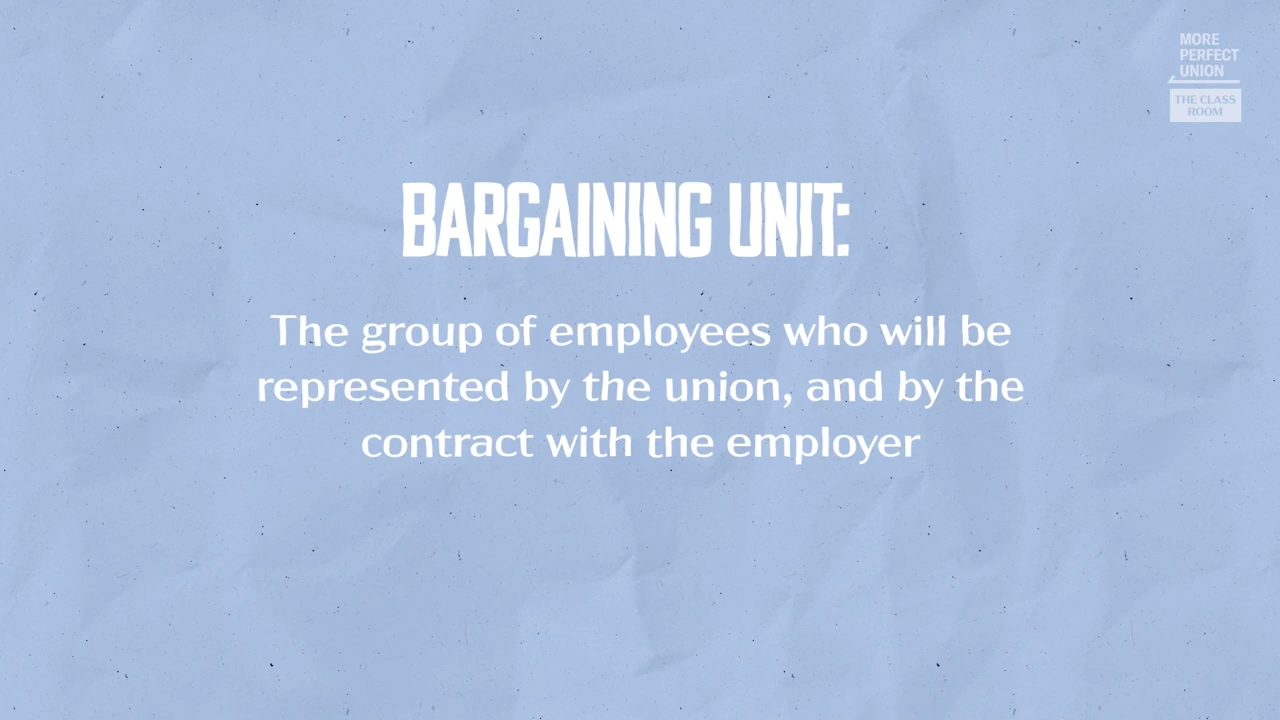 MORE
PERFECT
UNION
THE CLASS
ROOM
BARGAINING UNIT:
The group of employees who will be
represented by the union, and by the
contract with the employer